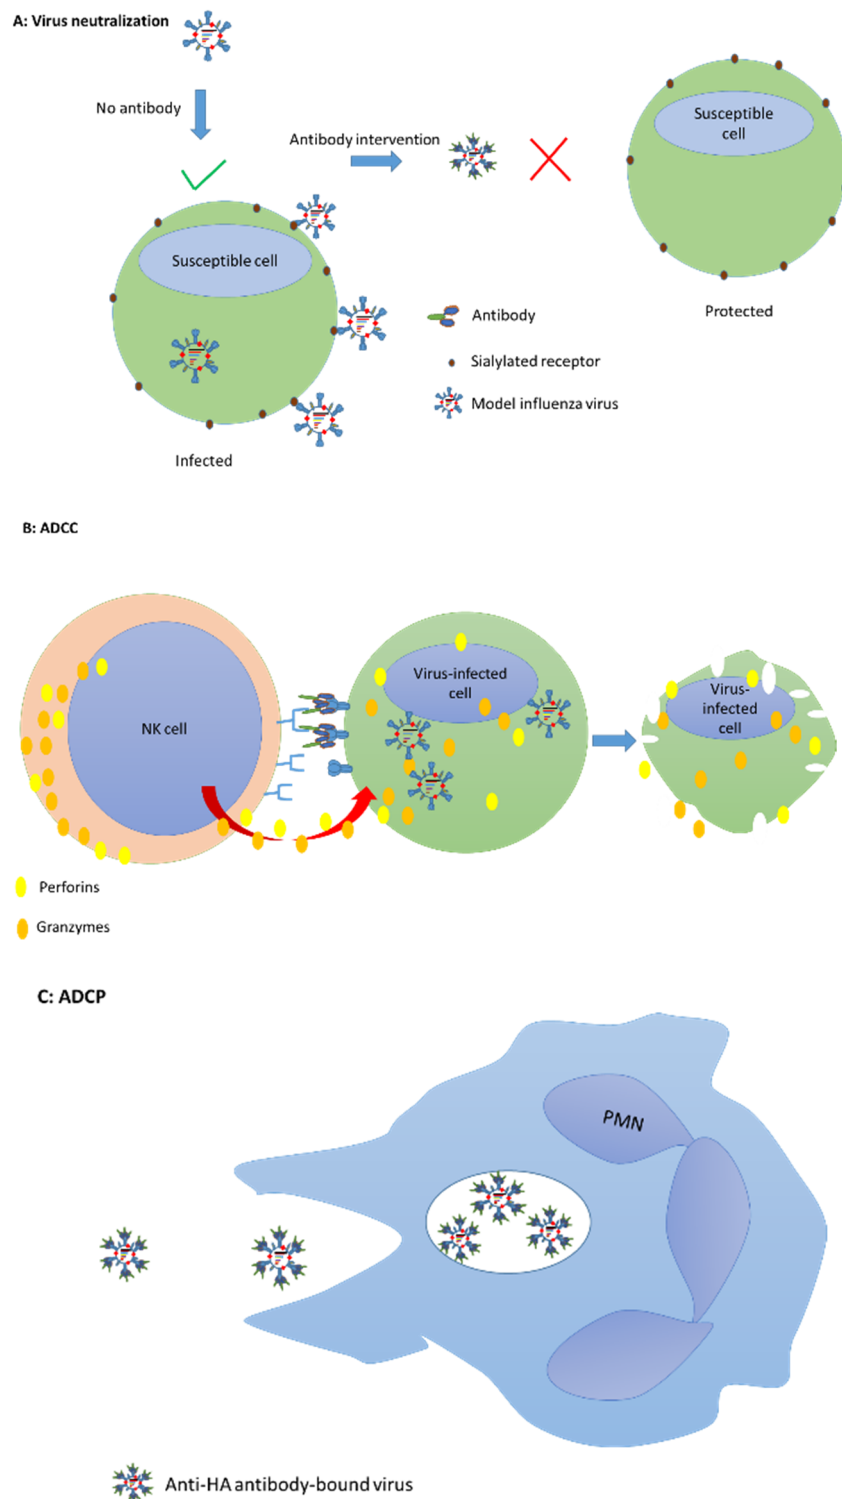 A: Virus neutralization
No antibody
Antibody intervention
Susceptible
cell
Susceptible cell
Antibody
Protected
Sialylated receptor
Model influenza virus
Infected
B: ADCC
Virus-infected
cell
Virus-
infected
cell
NK cell
Perforins
Granzymes
C: ADCP
PMN
Anti-HA antibody-bound virus